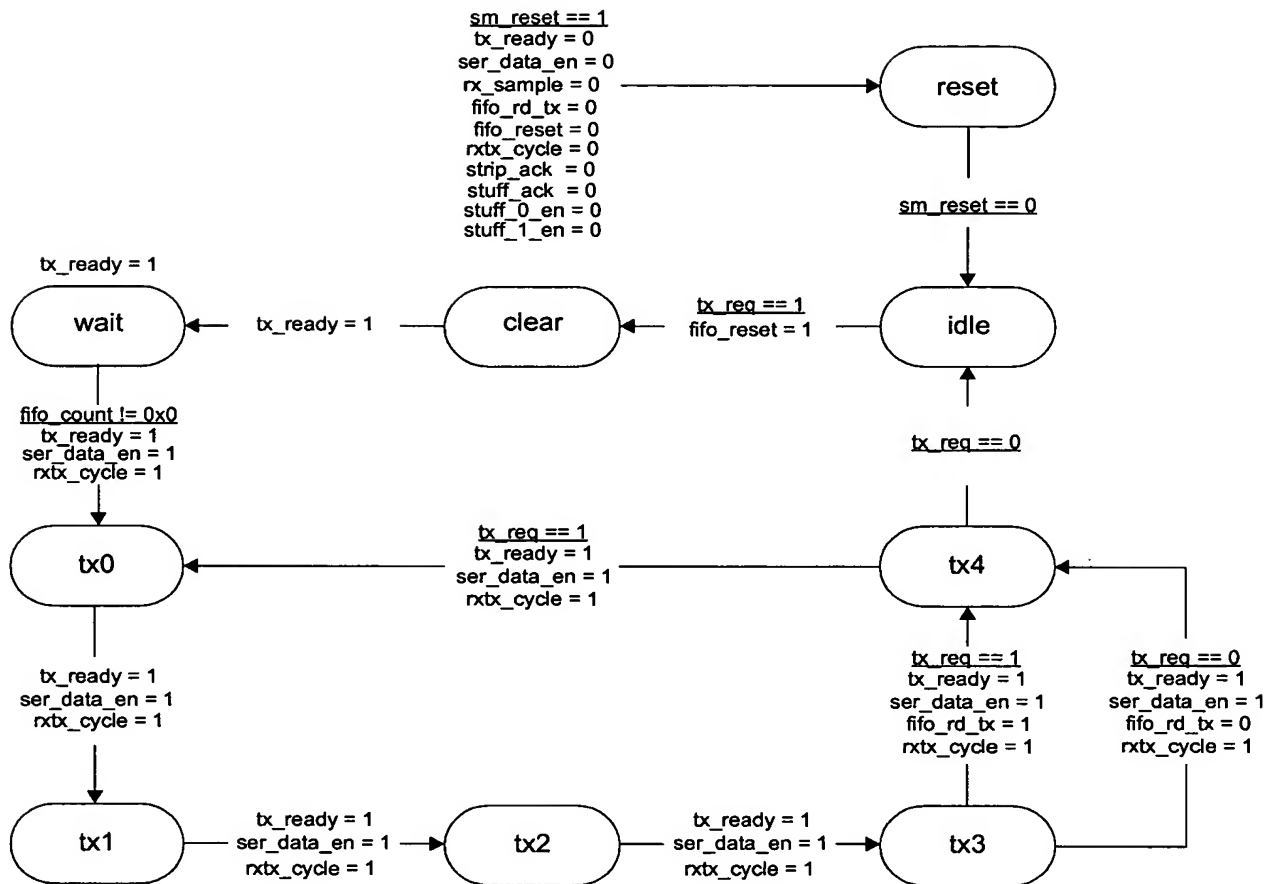 sm_reset == 1
tx_ready = 0
ser_data_en = 0
rx_sample = 0
fifo_rd_tx = 0
fifo_reset = 0
rxtx_cycle = 0
strip_ack = 0
stuff_ack = 0
stuff_0_en = 0
stuff_1_en = 0
reset
sm_reset == 0
tx_ready = 1
wait
tx_ready = 1
clear
tx_req == 1
fifo_reset = 1
idle
fifo_count != 0x0
tx_ready = 1
ser_data_en = 1
rxtx_cycle = 1
tx_req == 0
tx0
tx_req == 1
tx_ready = 1
ser_data_en = 1
rxtx_cycle = 1
tx4
tx_ready = 1
ser_data_en = 1
rxtx_cycle = 1
tx_req == 1
tx_ready = 1
ser_data_en = 1
fifo_rd_tx = 1
rxtx_cycle = 1
tx_req == 0
tx_ready = 1
ser_data_en = 1
fifo_rd_tx = 0
rxtx_cycle = 1
tx1
tx_ready = 1
ser_data_en = 1
rxtx_cycle = 1
tx2
tx_ready = 1
ser_data_en = 1
rxtx_cycle = 1
tx3